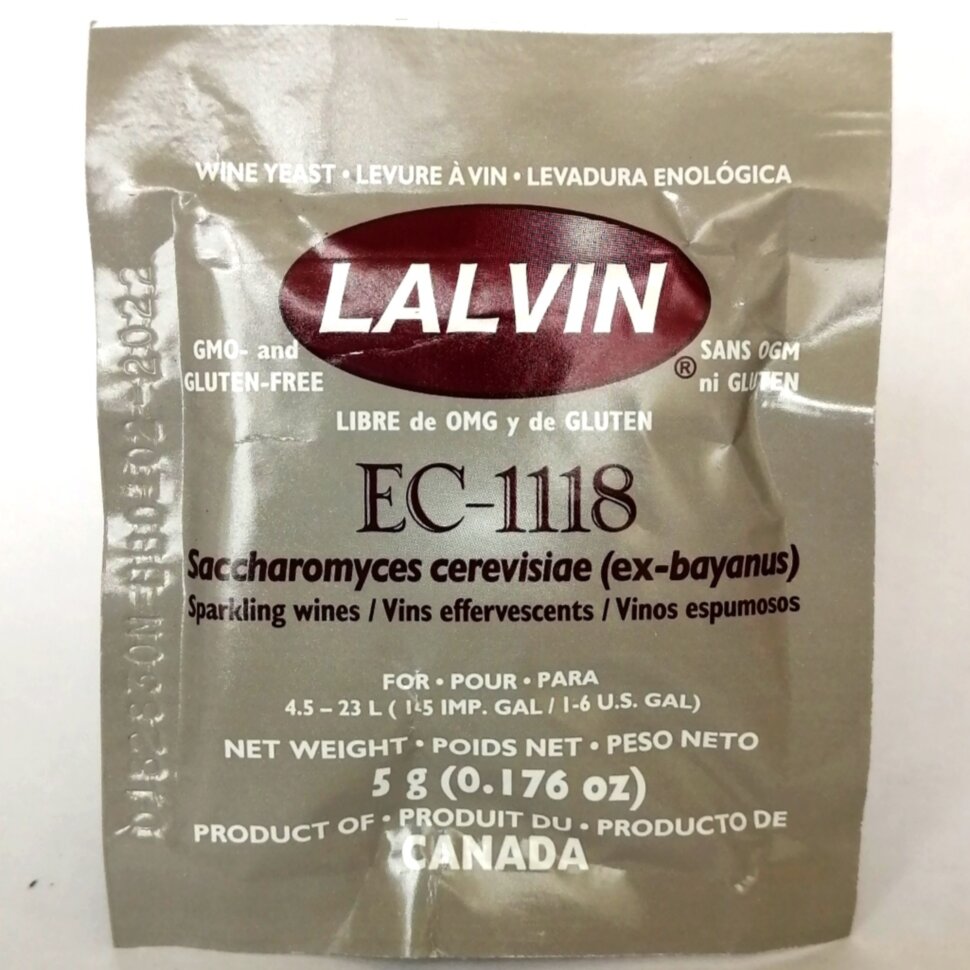 WINE YEAST • LEVURE À VIN • LEVADURA ENOLÓGICA
LALVIN®
GMO- and
GLUTEN-FREE
SANS OGM
ni GLUTEN
LIBRE de OMG y de GLUTEN
EC-1118
Saccharomyces cerevisiae (ex-bayanus)
Sparkling wines / Vins effervescents / Vinos espumosos
FOR • POUR • PARA
4.5 – 23 L ( 1-5 IMP. GAL / 1-6 U.S. GAL)
NET WEIGHT • POIDS NET • PESO NETO
5 g (0.176 oz)
PRODUCT OF • PRODUIT DU • PRODUCTO DE
CANADA
02-2022